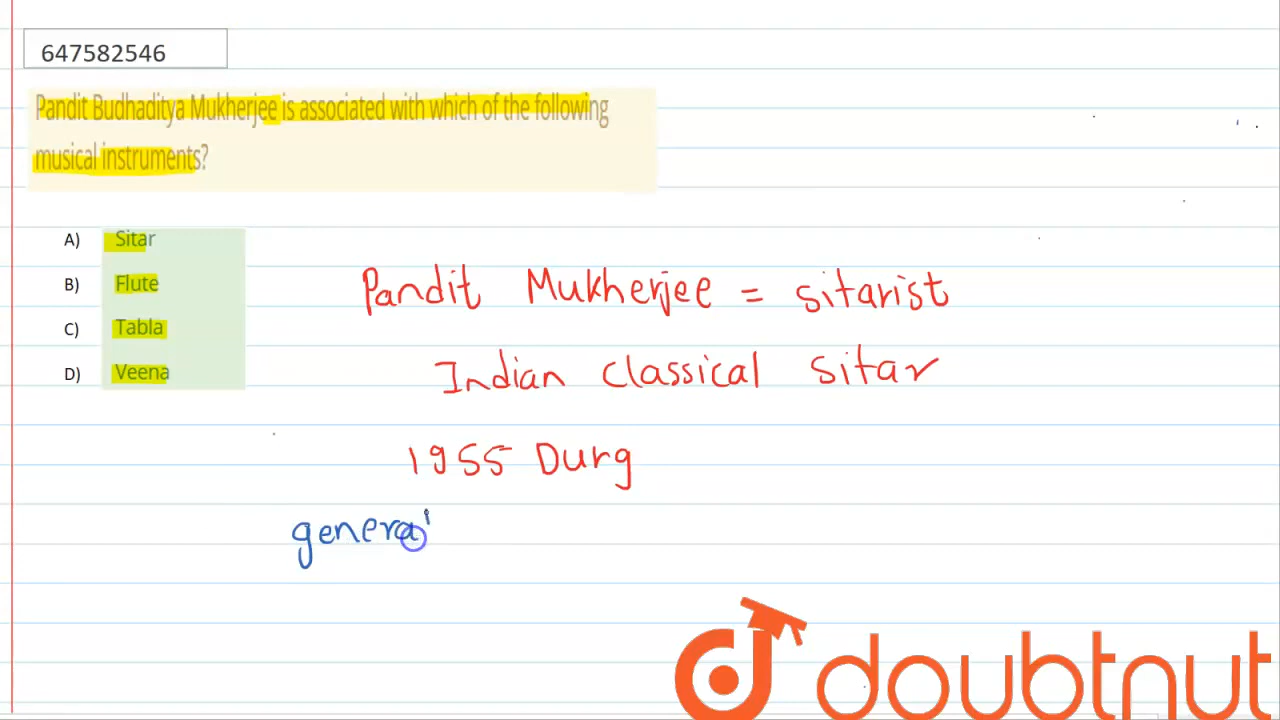 647582546
Pandit Budhaditya Mukherjee is associated with which of the following
musical instruments?
A) Sitar
B) Flute
C) Tabla
D) Veena
Pandit Mukherjee = sitarist
Indian classical sitar
1955 Durg
genera
doubtnut